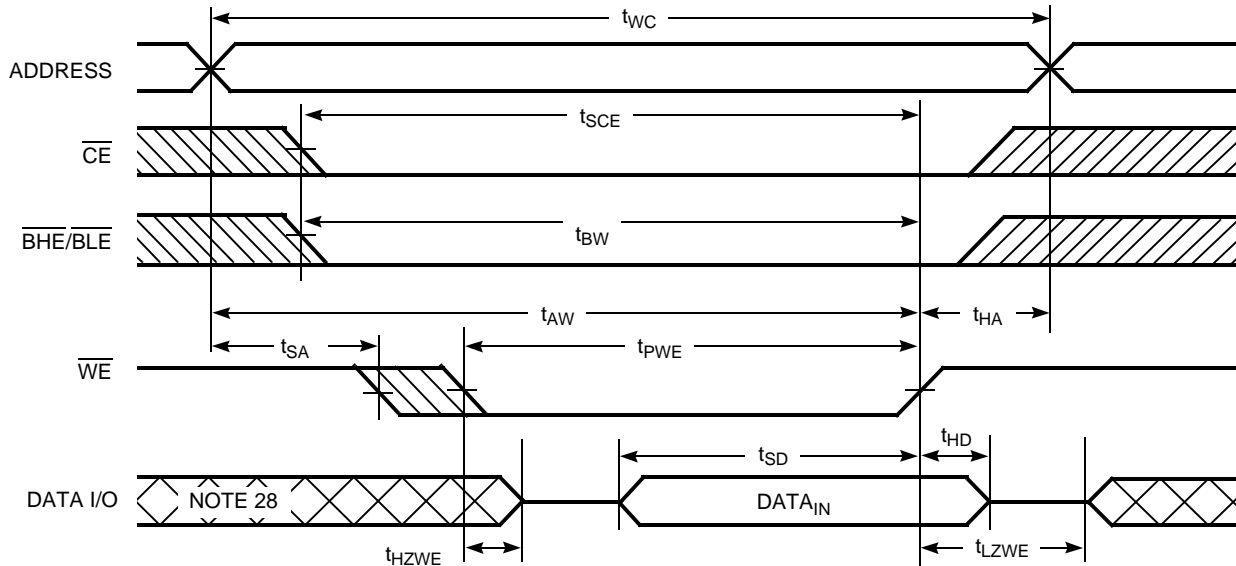 tWC
ADDRESS
tSCE
CE
BHE/BLE
tBW
tAW
tHA
tSA
tPWE
WE
tSD
tHD
DATA I/O
NOTE 28
DATAIN
tHZWE
tLZWE